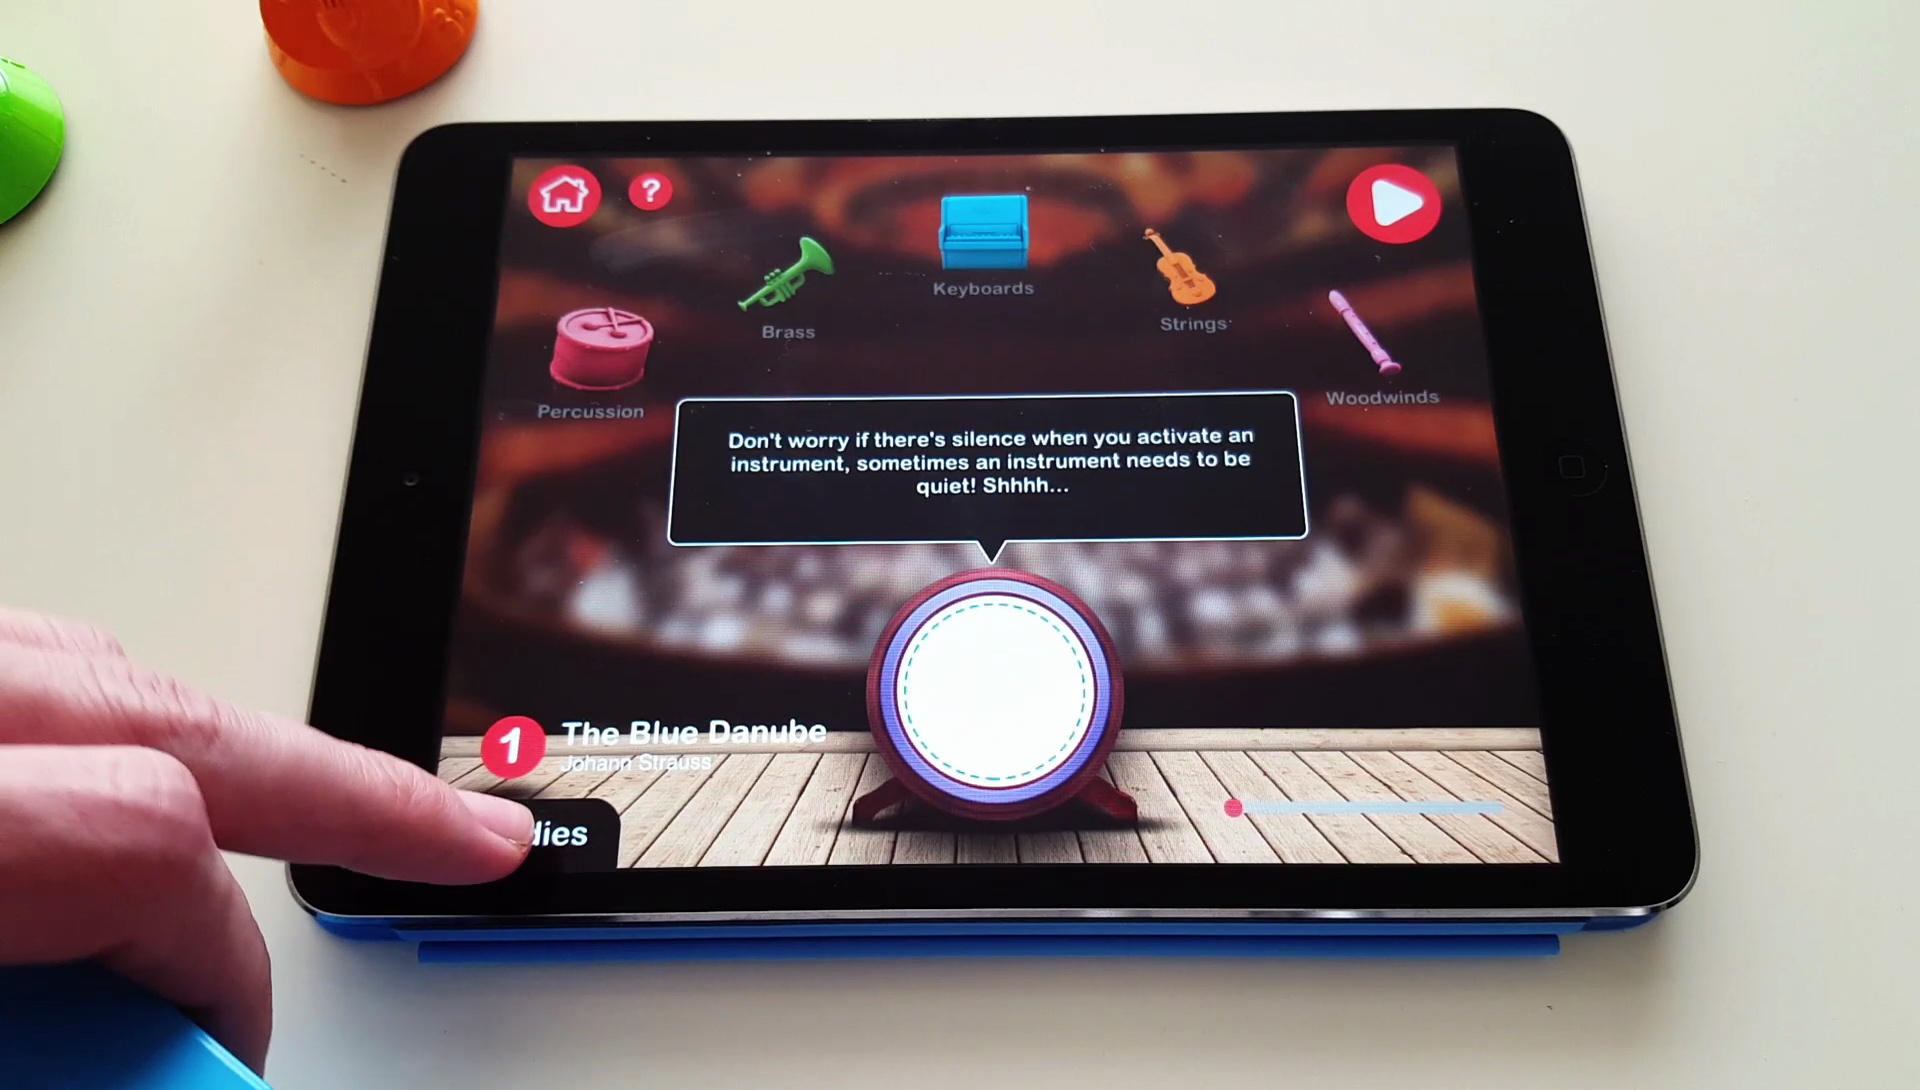 ?
Keyboards
Strings
Brass
Woodwinds
Percussion
Don't worry if there's silence when you activate an
instrument, sometimes an instrument needs to be
quiet! Shhhh...
1
The Blue Danube
Johann Strauss